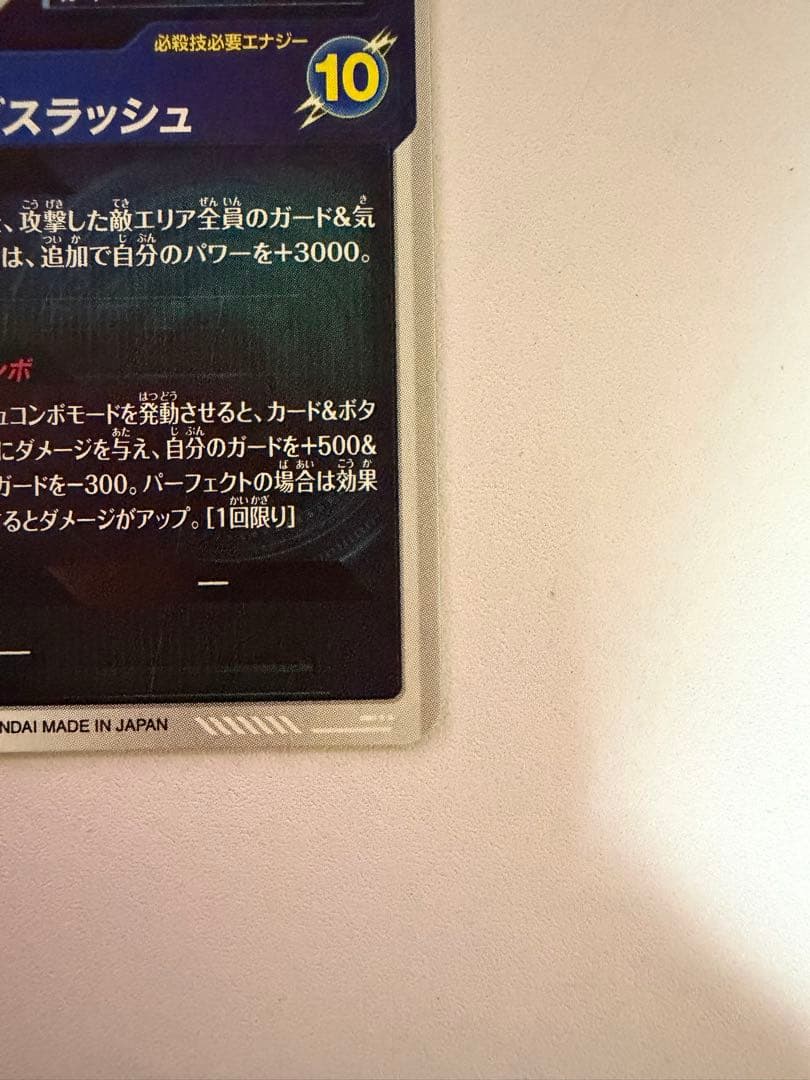 必殺技必要エナジー
10
スラッシュ
、攻撃した敵エリア全員のガード&気
は、追加で自分のパワーを+3000。
ンボ
コンボモードを発動させると、カード&ボタ
にダメージを与え、自分のガードを+500&
ガードを−300。パーフェクトの場合は効果
るとダメージがアップ。[1回限り]
—
—
NDAI MADE IN JAPAN